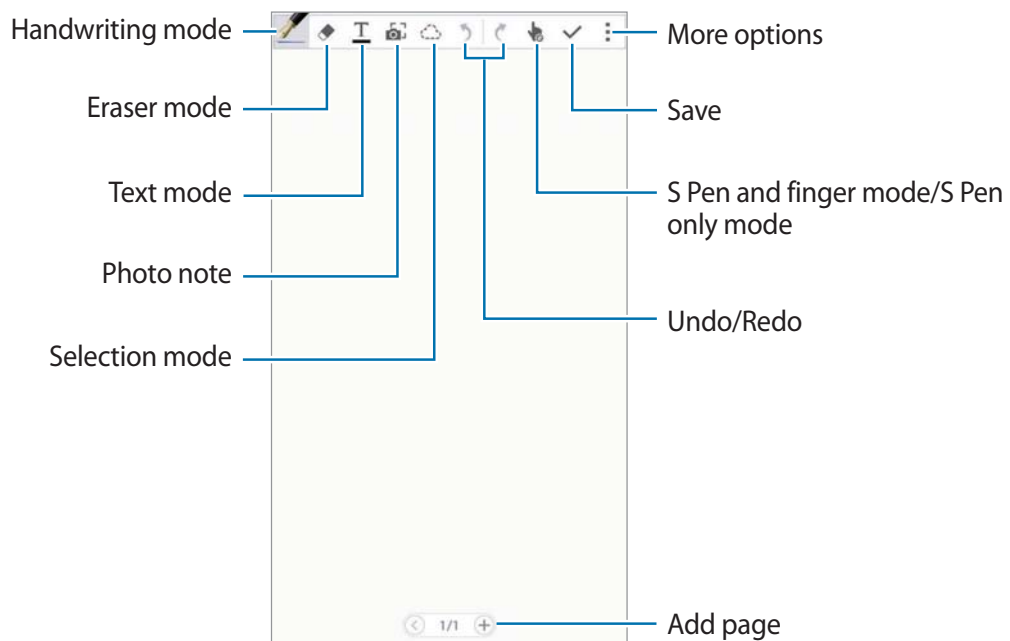 Handwriting mode
Eraser mode
Text mode
Photo note
Selection mode
T
More options
Save
S Pen and finger mode/S Pen
only mode
Undo/Redo
1/1
Add page